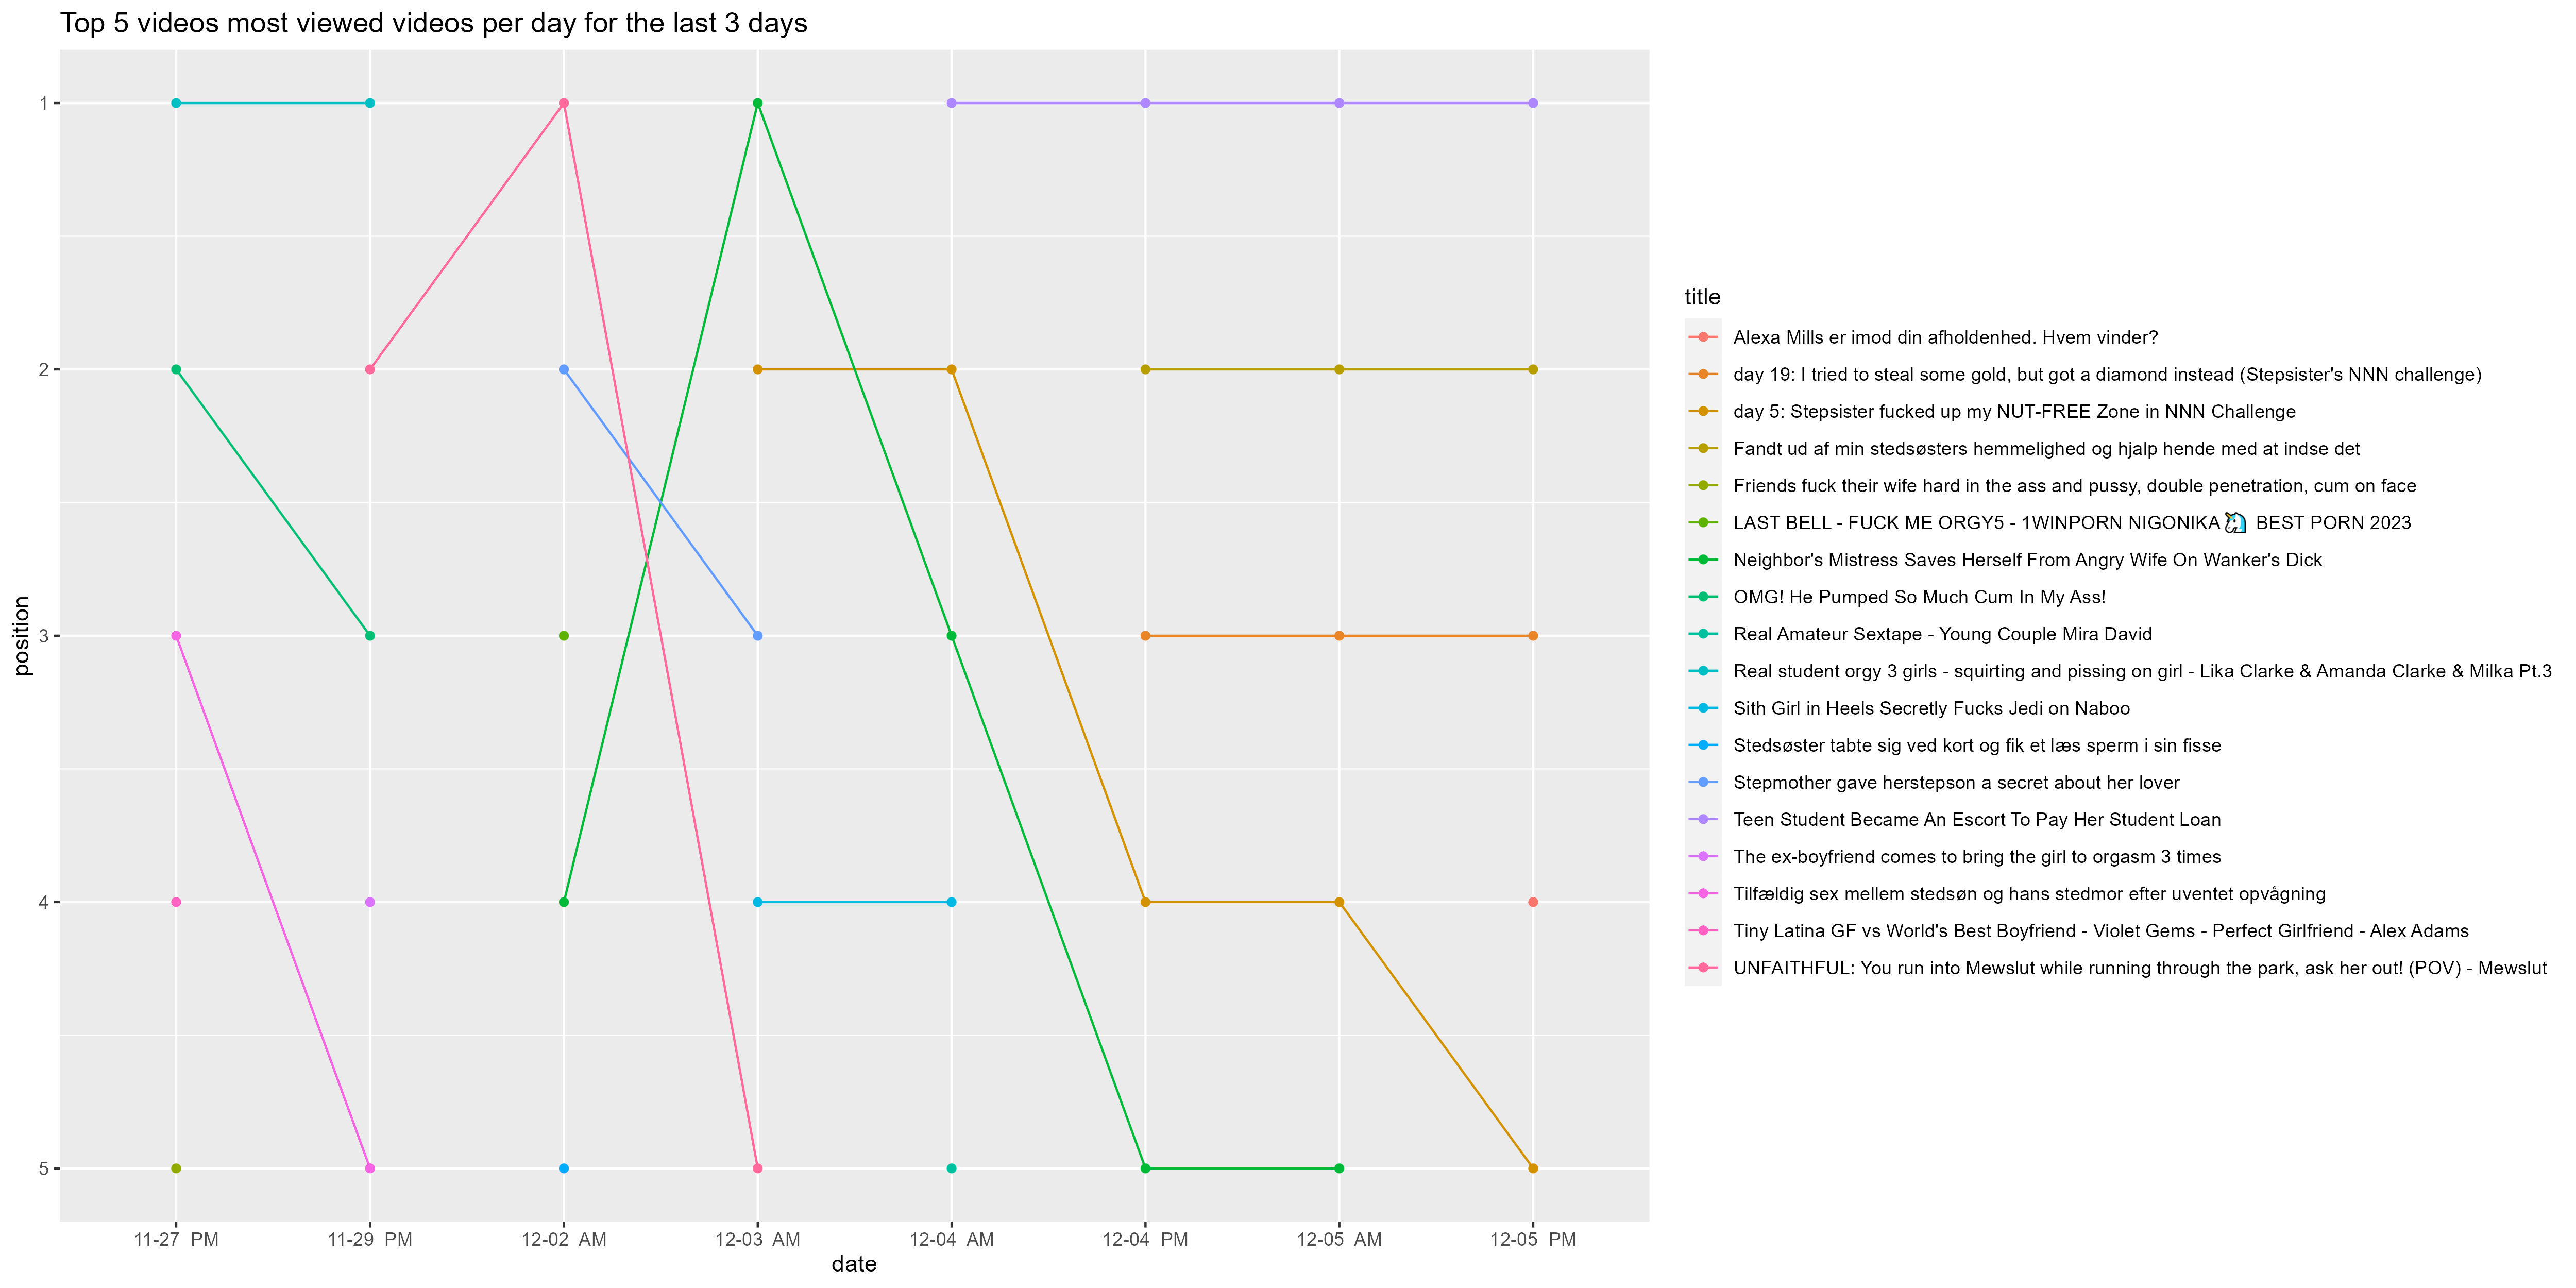 Top 5 videos most viewed videos per day for the last 3 days
1
2
3
4
5
position
11-27 PM
11-29 PM
12-02 AM
12-03 AM
12-04 AM
12-04 PM
12-05 AM
12-05 PM
date
title
Alexa Mills er imod din afholdenhed. Hvem vinder?
day 19: I tried to steal some gold, but got a diamond instead (Stepsister's NNN challenge)
day 5: Stepsister fucked up my NUT-FREE Zone in NNN Challenge
Fandt ud af min stedsøsters hemmelighed og hjalp hende med at indse det
Friends fuck their wife hard in the ass and pussy, double penetration, cum on face
LAST BELL - FUCK ME ORGY5 - 1WINPORN NIGONIKA🦄 BEST PORN 2023
Neighbor's Mistress Saves Herself From Angry Wife On Wanker's Dick
OMG! He Pumped So Much Cum In My Ass!
Real Amateur Sextape - Young Couple Mira David
Real student orgy 3 girls - squirting and pissing on girl - Lika Clarke & Amanda Clarke & Milka Pt.3
Sith Girl in Heels Secretly Fucks Jedi on Naboo
Stedsøster tabte sig ved kort og fik et læs sperm i sin fisse
Stepmother gave herstepson a secret about her lover
Teen Student Became An Escort To Pay Her Student Loan
The ex-boyfriend comes to bring the girl to orgasm 3 times
Tilfældig sex mellem stedsøn og hans stedmor efter uventet opvågning
Tiny Latina GF vs World's Best Boyfriend - Violet Gems - Perfect Girlfriend - Alex Adams
UNFAITHFUL: You run into Mewslut while running through the park, ask her out! (POV) - Mewslut